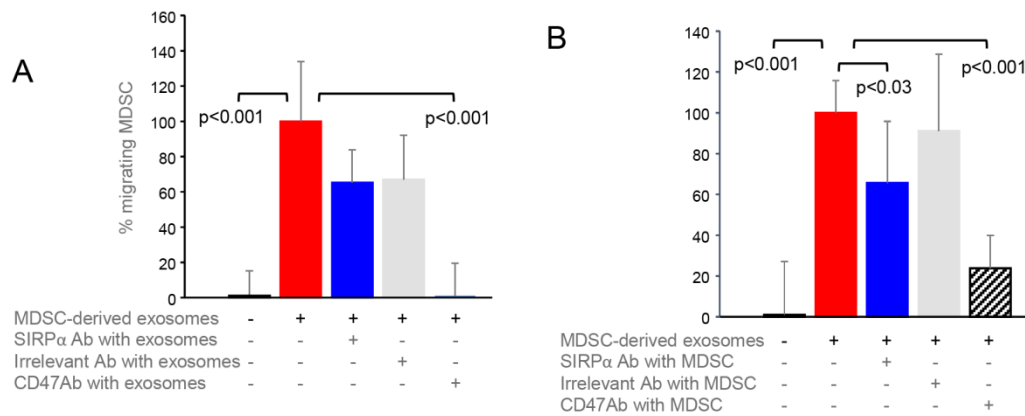 A
% migrating MDSC
160
140
120
100
80
60
40
20
0
p<0.001
p<0.001
MDSC-derived exosomes - + + + +
SIRPα Ab with exosomes - - + - -
Irrelevant Ab with exosomes - - - + -
CD47Ab with exosomes - - - - +
B
140
120
100
80
60
40
20
0
p<0.001
p<0.03
p<0.001
MDSC-derived exosomes - + + + +
SIRPα Ab with MDSC - - + - -
Irrelevant Ab with MDSC - - - + -
CD47Ab with MDSC - - - - +